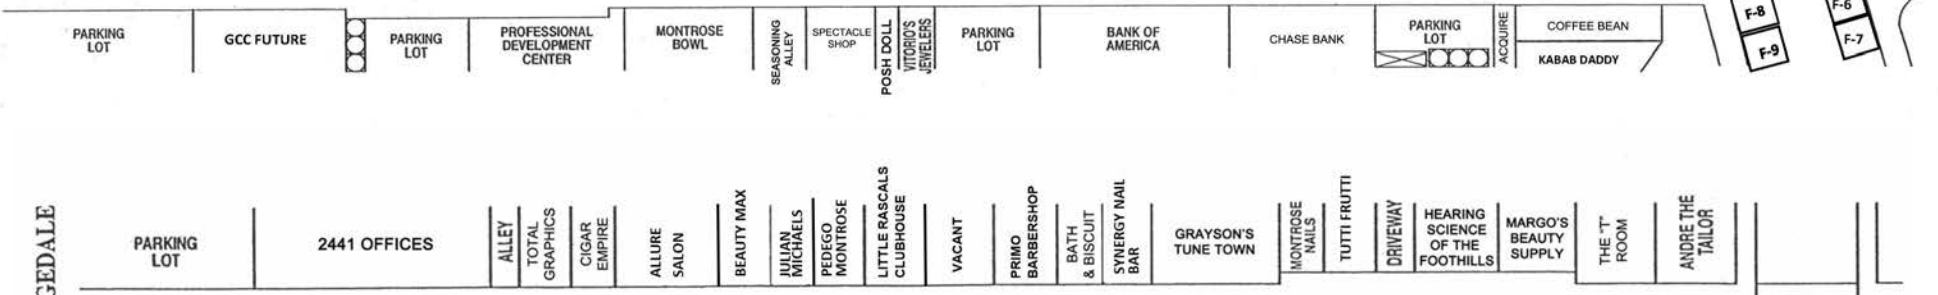 PARKING
LOT
GCC FUTURE
PARKING
LOT
PROFESSIONAL
DEVELOPMENT
CENTER
MONTROSE
BOWL
SEASONING
ALLEY
SPECTACLE
SHOP
POSH DOLL
VITORIO'S
JEWELERS
PARKING
LOT
BANK OF
AMERICA
CHASE BANK
PARKING
LOT
ACQUIRE
COFFEE BEAN
KABAB DADDY
F-8
F-9
F-6
F-7
GEDALE
PARKING
LOT
2441 OFFICES
ALLEY
TOTAL
GRAPHICS
CIGAR
EMPIRE
ALLURE
SALON
BEAUTY MAX
JULIAN
MICHAELS
PEDEGO
MONTROSE
LITTLE RASCALS
CLUBHOUSE
VACANT
PRIMO
BARBERSHOP
BATH
& BISCUIT
SYNERGY NAIL
BAR
GRAYSON'S
TUNE TOWN
MONTROSE
NAILS
TUTTI FRUTTI
DRIVEWAY
HEARING
SCIENCE
OF THE
FOOTHILLS
MARGO'S
BEAUTY
SUPPLY
THE "T"
ROOM
ANDRE THE
TAILOR